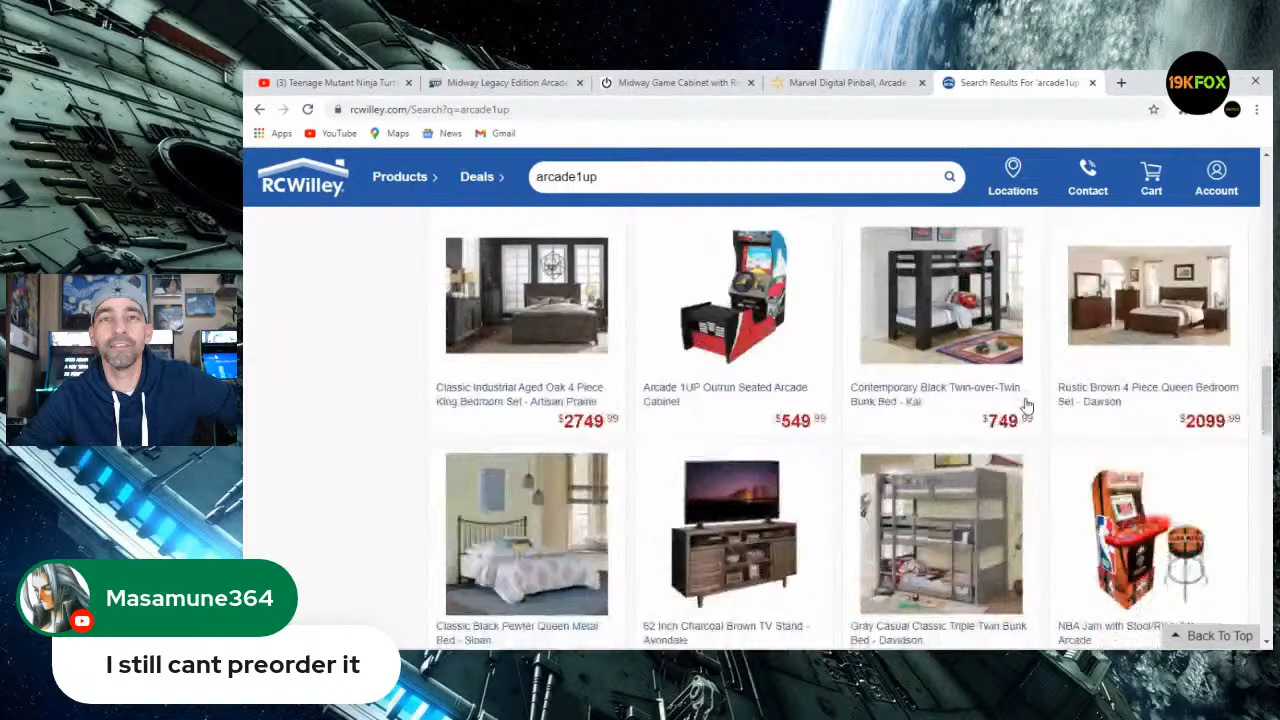 19KFOX
(3) Teenage Mutant Ninja Turt
Midway Legacy Edition Arcade
Midway Game Cabinet with Ri
Marvel Digital Pinball, Arcade
Search Results For 'arcade1up'
rcwilley.com/Search?q=arcade1up
Apps
YouTube
Maps
News
Gmail
RCWilley
Products
Deals
arcade1up
Locations
Contact
Cart
Account
Classic Industrial Aged Oak 4 Piece
King Bedroom Set - Artisan Prairie
$2749.99
Arcade 1UP Outrun Seated Arcade
Cabinet
$549.99
Contemporary Black Twin-over-Twin
Bunk Bed - Kai
$749.99
Rustic Brown 4 Piece Queen Bedroom
Set - Dawson
$2099.99
Classic Black Pewter Queen Metal
Bed - Sloan
62 Inch Charcoal Brown TV Stand -
Avondale
Gray Casual Classic Triple Twin Bunk
Bed - Davidson
NBA Jam with Stool/Ri
Arcade
Back To Top
Masamune364
I still cant preorder it